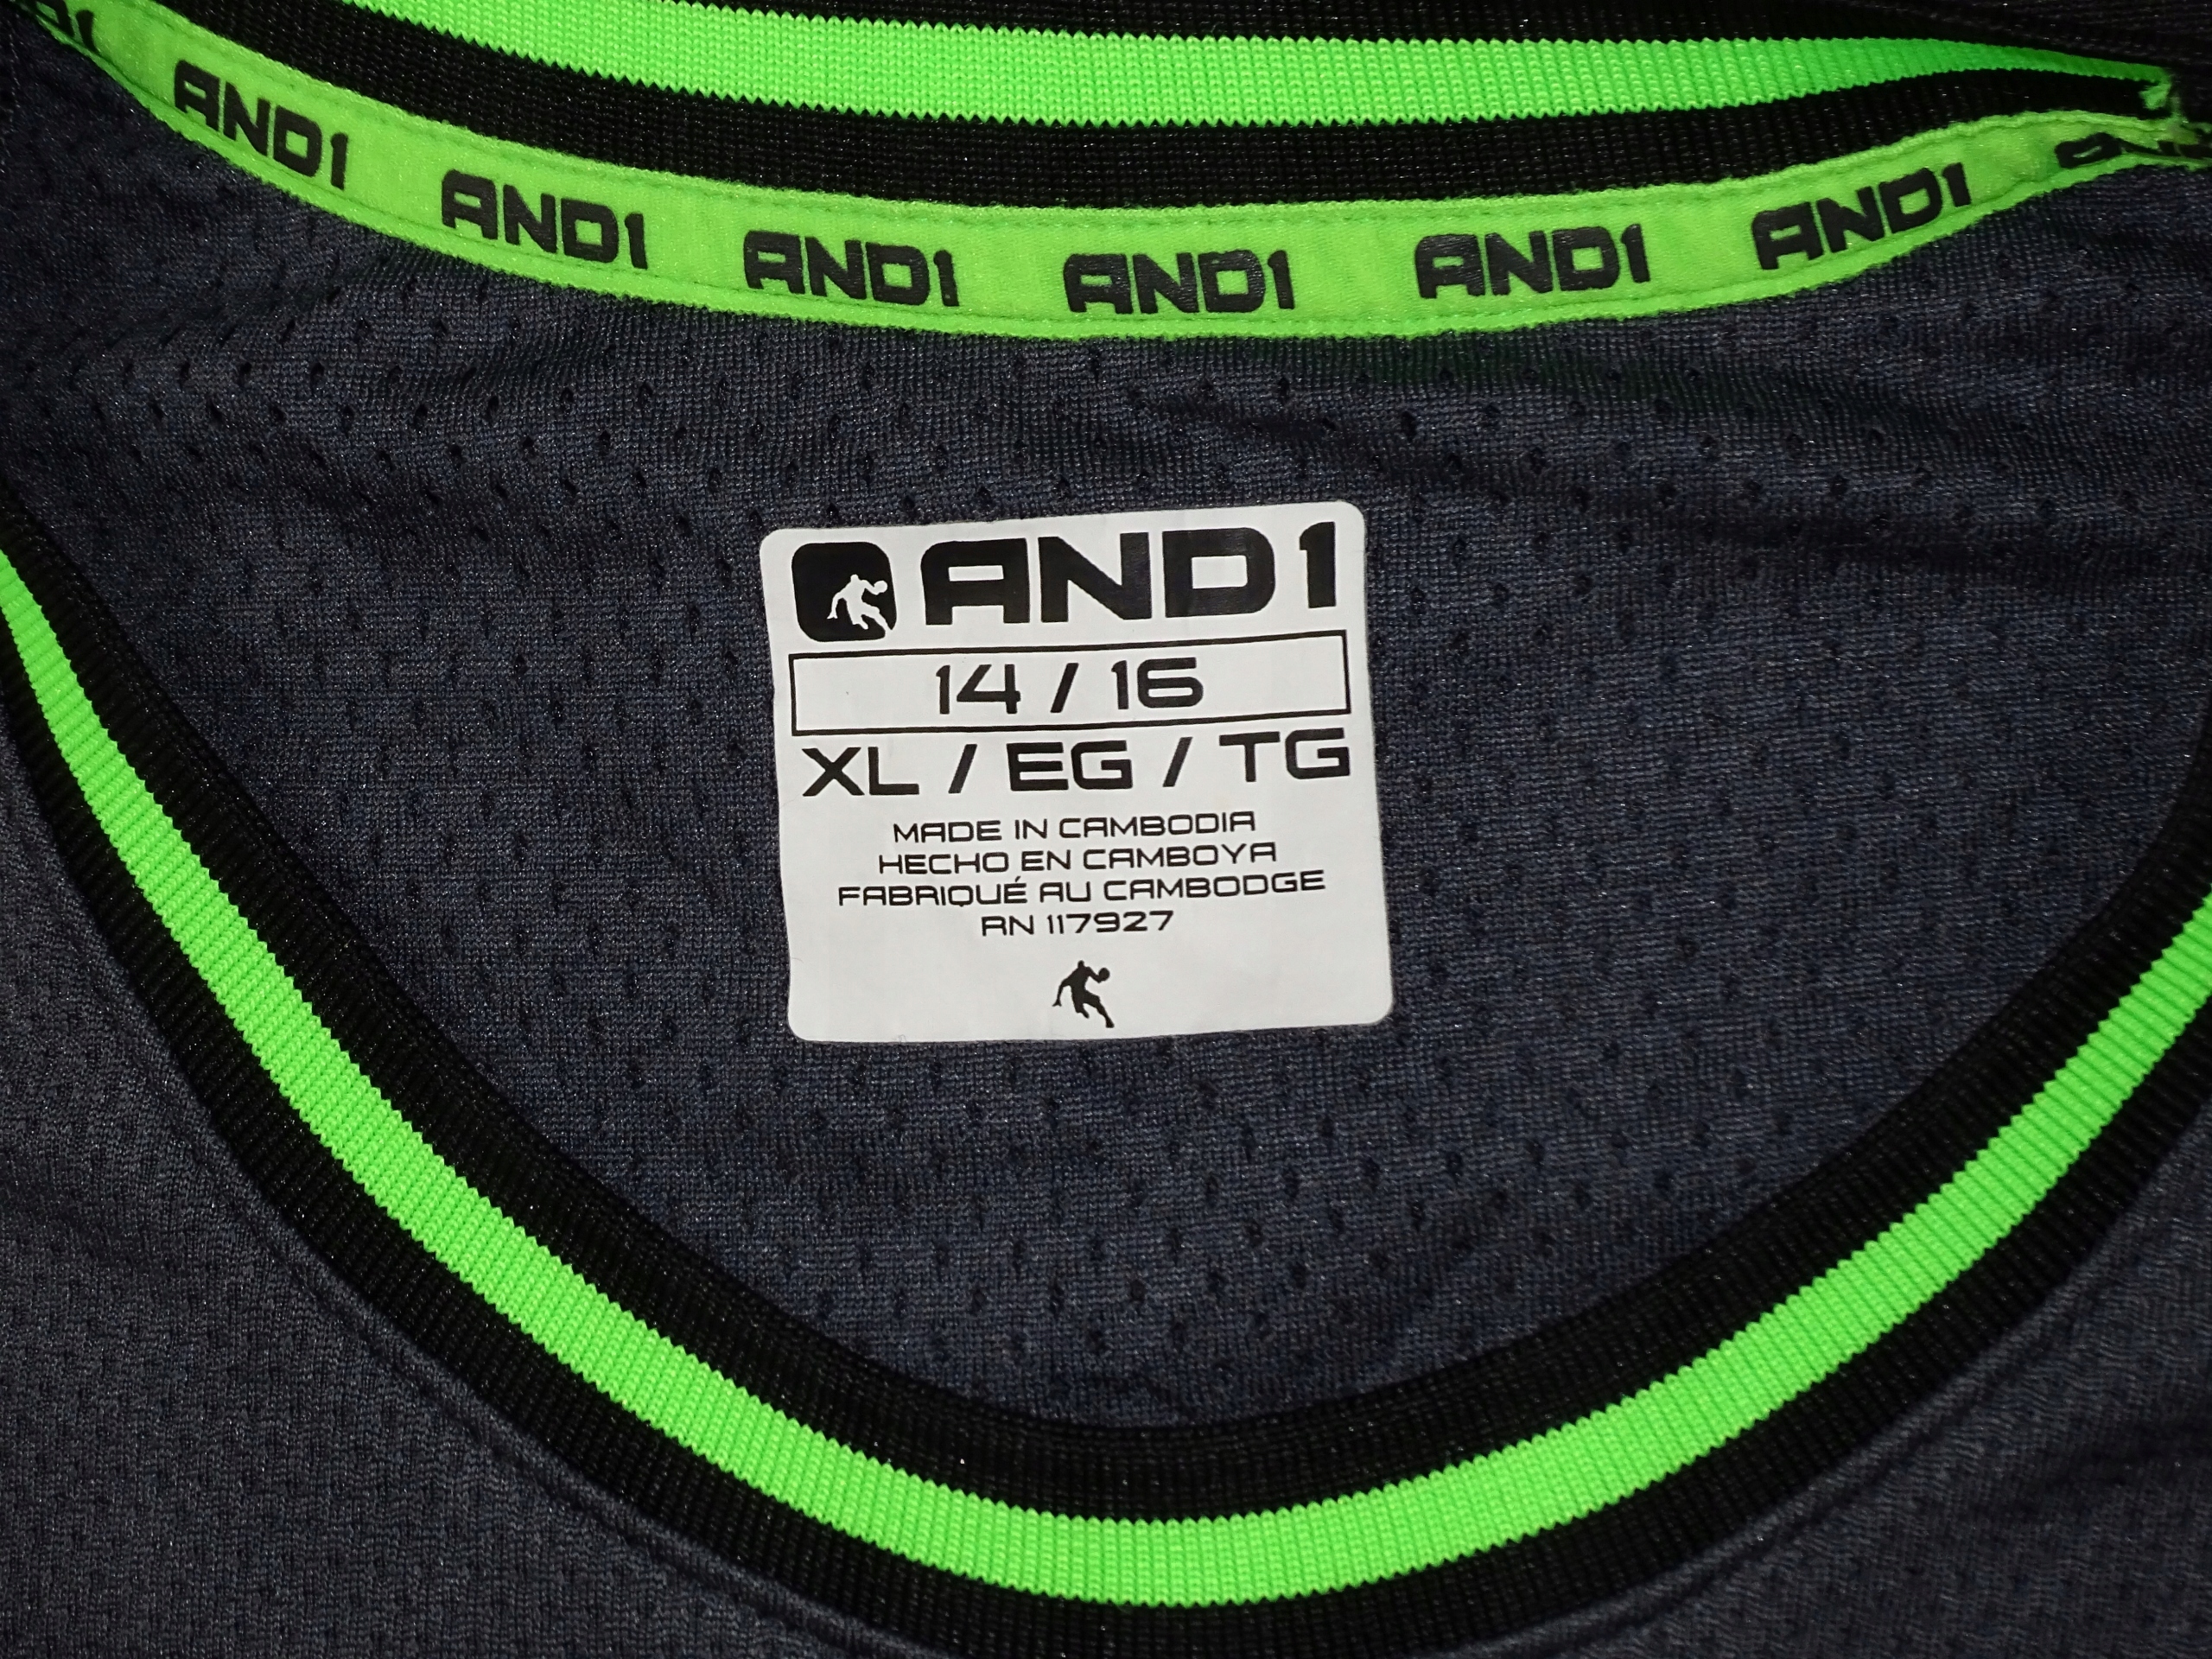 AND1 AND1 AND1 AND1 AND1 AND1
AND1
14 / 16
XL / EG / TG
MADE IN CAMBODIA
HECHO EN CAMBOYA
FABRIQUÉ AU CAMBODGE
RN 117927